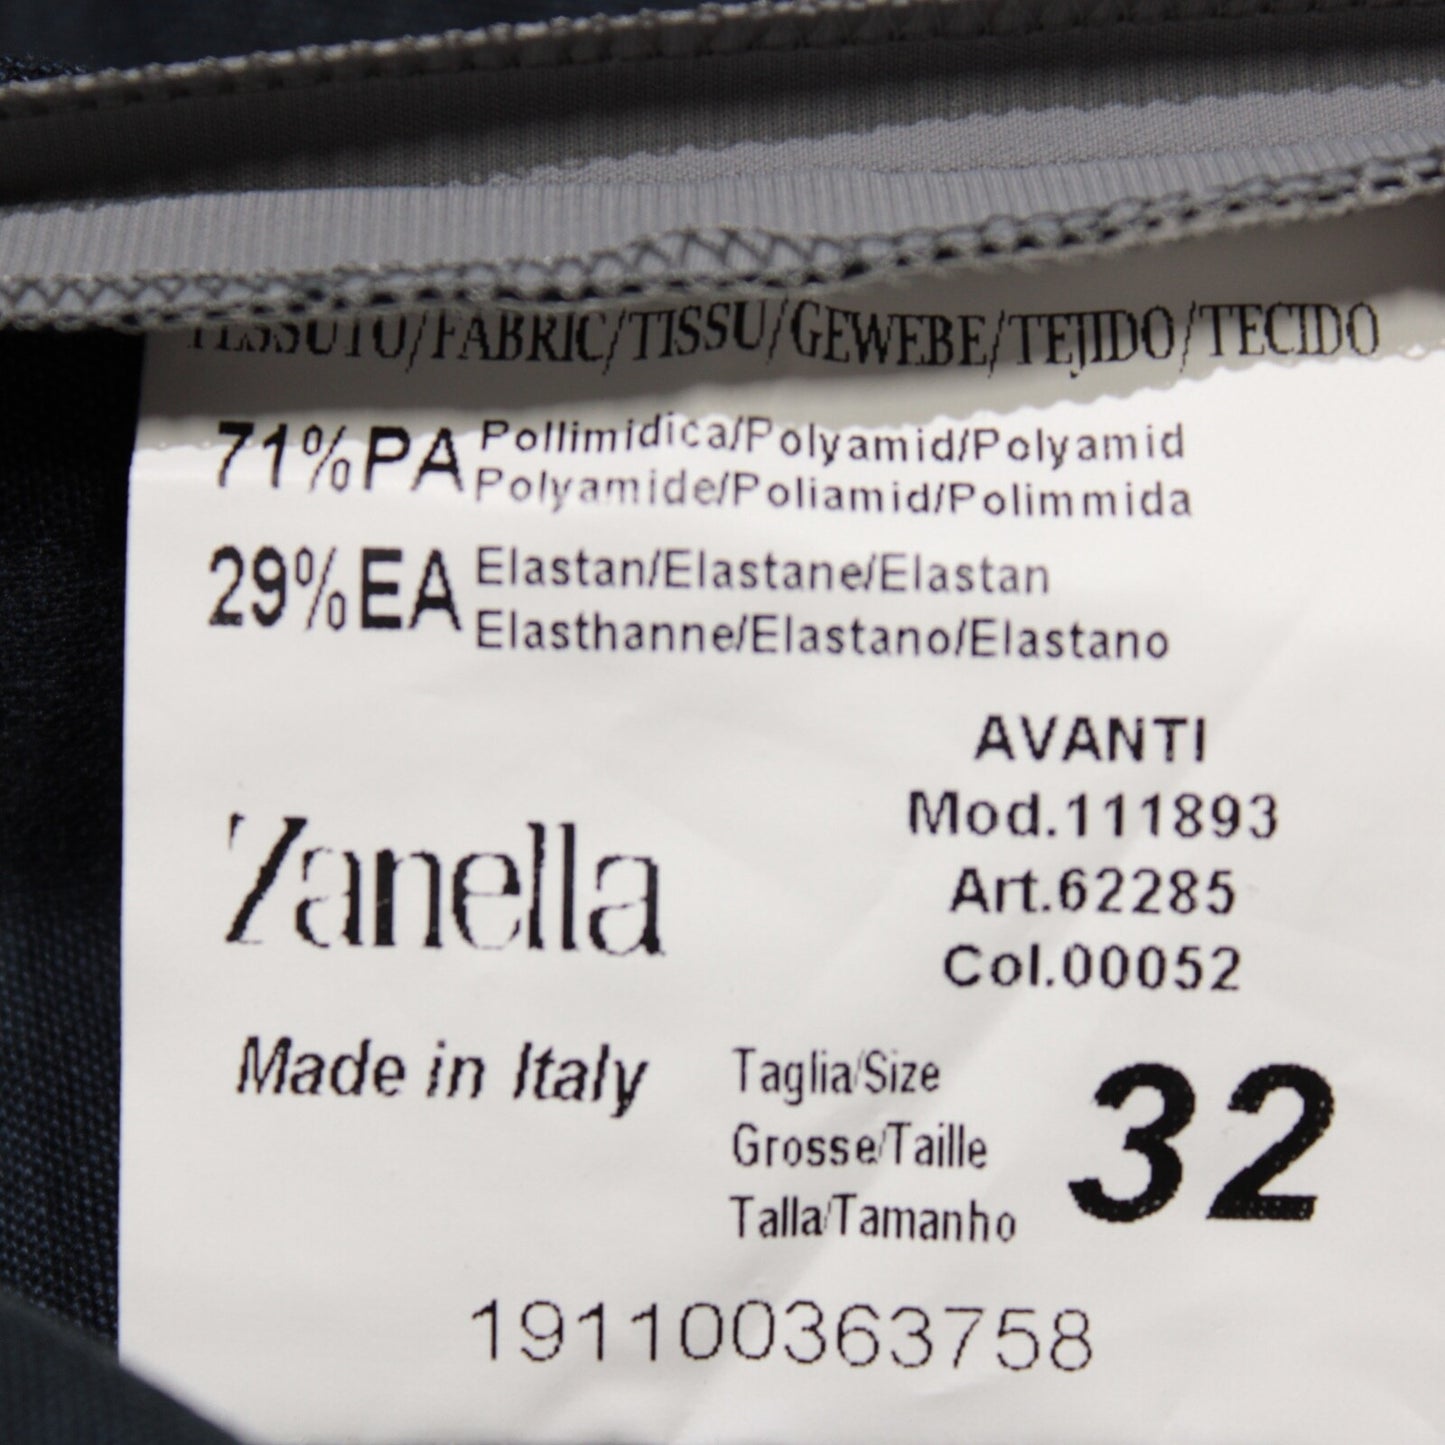 TESSUTO/FABRIC/TISSU/GEWEBE/TEJIDO/TECIDO
71%PA Pollimidica/Polyamid/Polyamid
Polyamide/Poliamid/Polimmida
29%EA Elastan/Elastane/Elastan
Elasthanne/Elastano/Elastano
AVANTI
Mod.111893
Art.62285
Col.00052
Zanella
Made in Italy
Taglia/Size
Grosse/Taille
Talla/Tamanho
32
191100363758